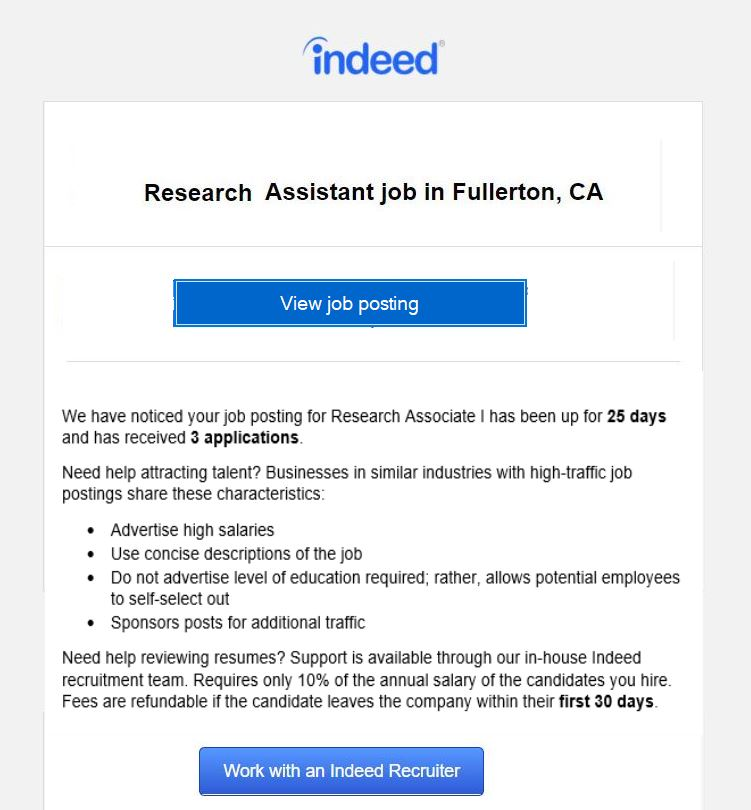 indeed®
Research Assistant job in Fullerton, CA
View job posting
We have noticed your job posting for Research Associate I has been up for 25 days
and has received 3 applications.
Need help attracting talent? Businesses in similar industries with high-traffic job
postings share these characteristics:
• Advertise high salaries
• Use concise descriptions of the job
• Do not advertise level of education required; rather, allows potential employees
to self-select out
• Sponsors posts for additional traffic
Need help reviewing resumes? Support is available through our in-house Indeed
recruitment team. Requires only 10% of the annual salary of the candidates you hire.
Fees are refundable if the candidate leaves the company within their first 30 days.
Work with an Indeed Recruiter